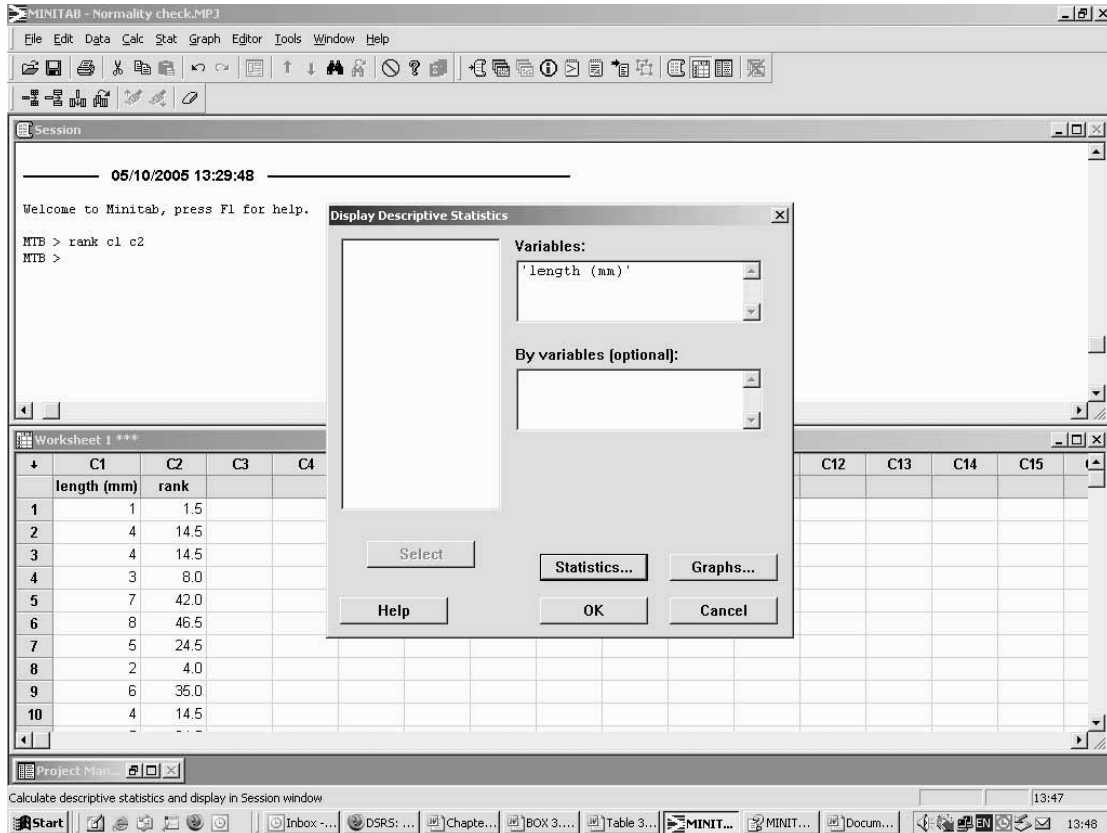 MINITAB - Normality check.MPJ
File Edit Data Calc Stat Graph Editor Tools Window Help
Session
05/10/2005 13:29:48
Welcome to Minitab, press F1 for help.
MTB > rank c1 c2
MTB >
Display Descriptive Statistics
Variables:
'length (mm)'
By variables (optional):
Select
Statistics...
Graphs...
Help
OK
Cancel
Worksheet 1 ***
C1 C2 C3 C4 C12 C13 C14 C15
length (mm) rank
1 1 1.5
2 4 14.5
3 4 14.5
4 3 8.0
5 7 42.0
6 8 46.5
7 5 24.5
8 2 4.0
9 6 35.0
10 4 14.5
Project Man...
Calculate descriptive statistics and display in Session window
13:47
Start Inbox -... DSRS: ... Chapte... BOX 3.... Table 3... MINIT... MINIT... Docum... EN 13:48